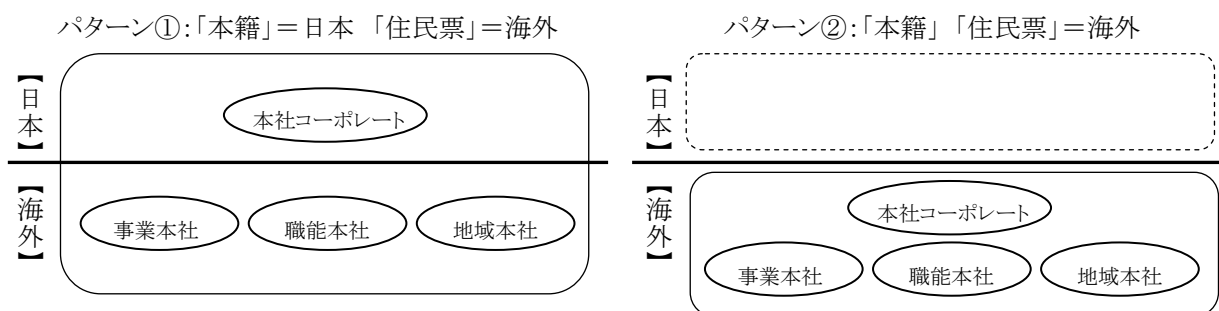 パターン①:「本籍」＝日本 「住民票」＝海外
【日本】
本社コーポレート
【海外】
事業本社 職能本社 地域本社
パターン②:「本籍」「住民票」＝海外
【日本】
【海外】
本社コーポレート
事業本社 職能本社 地域本社